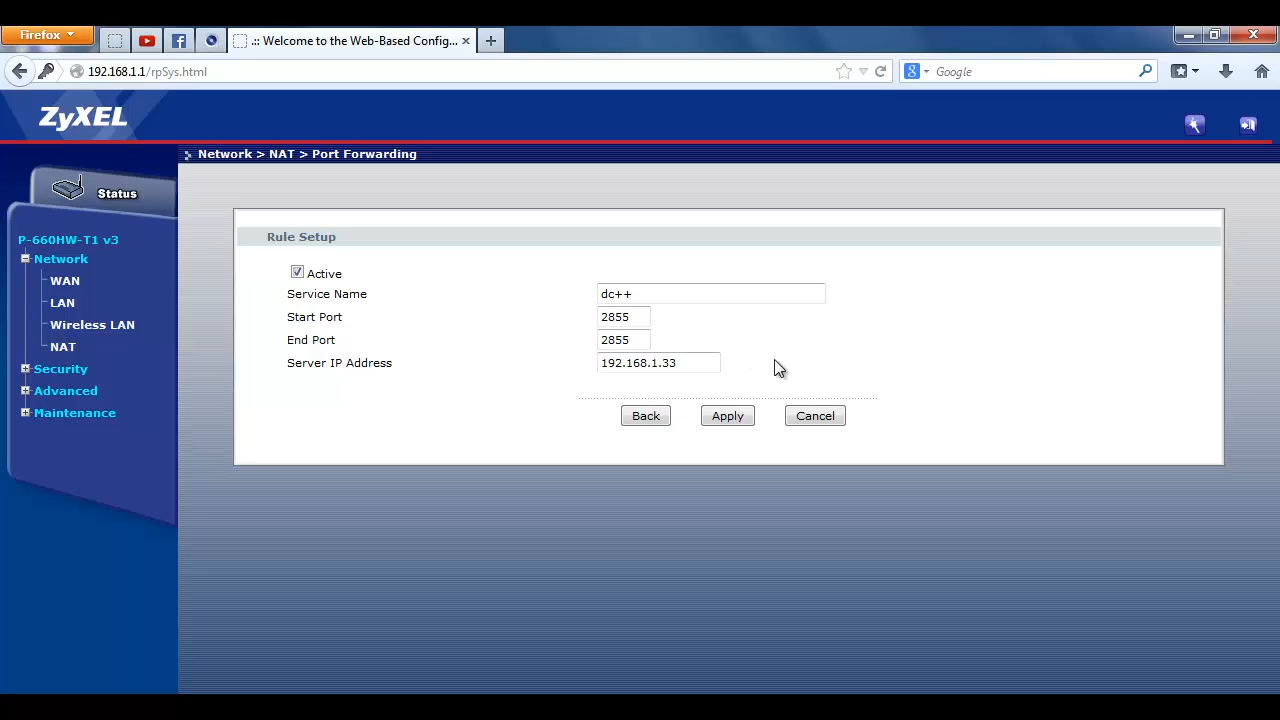 Firefox
.:: Welcome to the Web-Based Config...
192.168.1.1/rpSys.html
Google
ZyXEL
Network > NAT > Port Forwarding
Status
P-660HW-T1 v3
Network
WAN
LAN
Wireless LAN
NAT
Security
Advanced
Maintenance
Rule Setup
Active
Service Name dc++
Start Port 2855
End Port 2855
Server IP Address 192.168.1.33
Back Apply Cancel